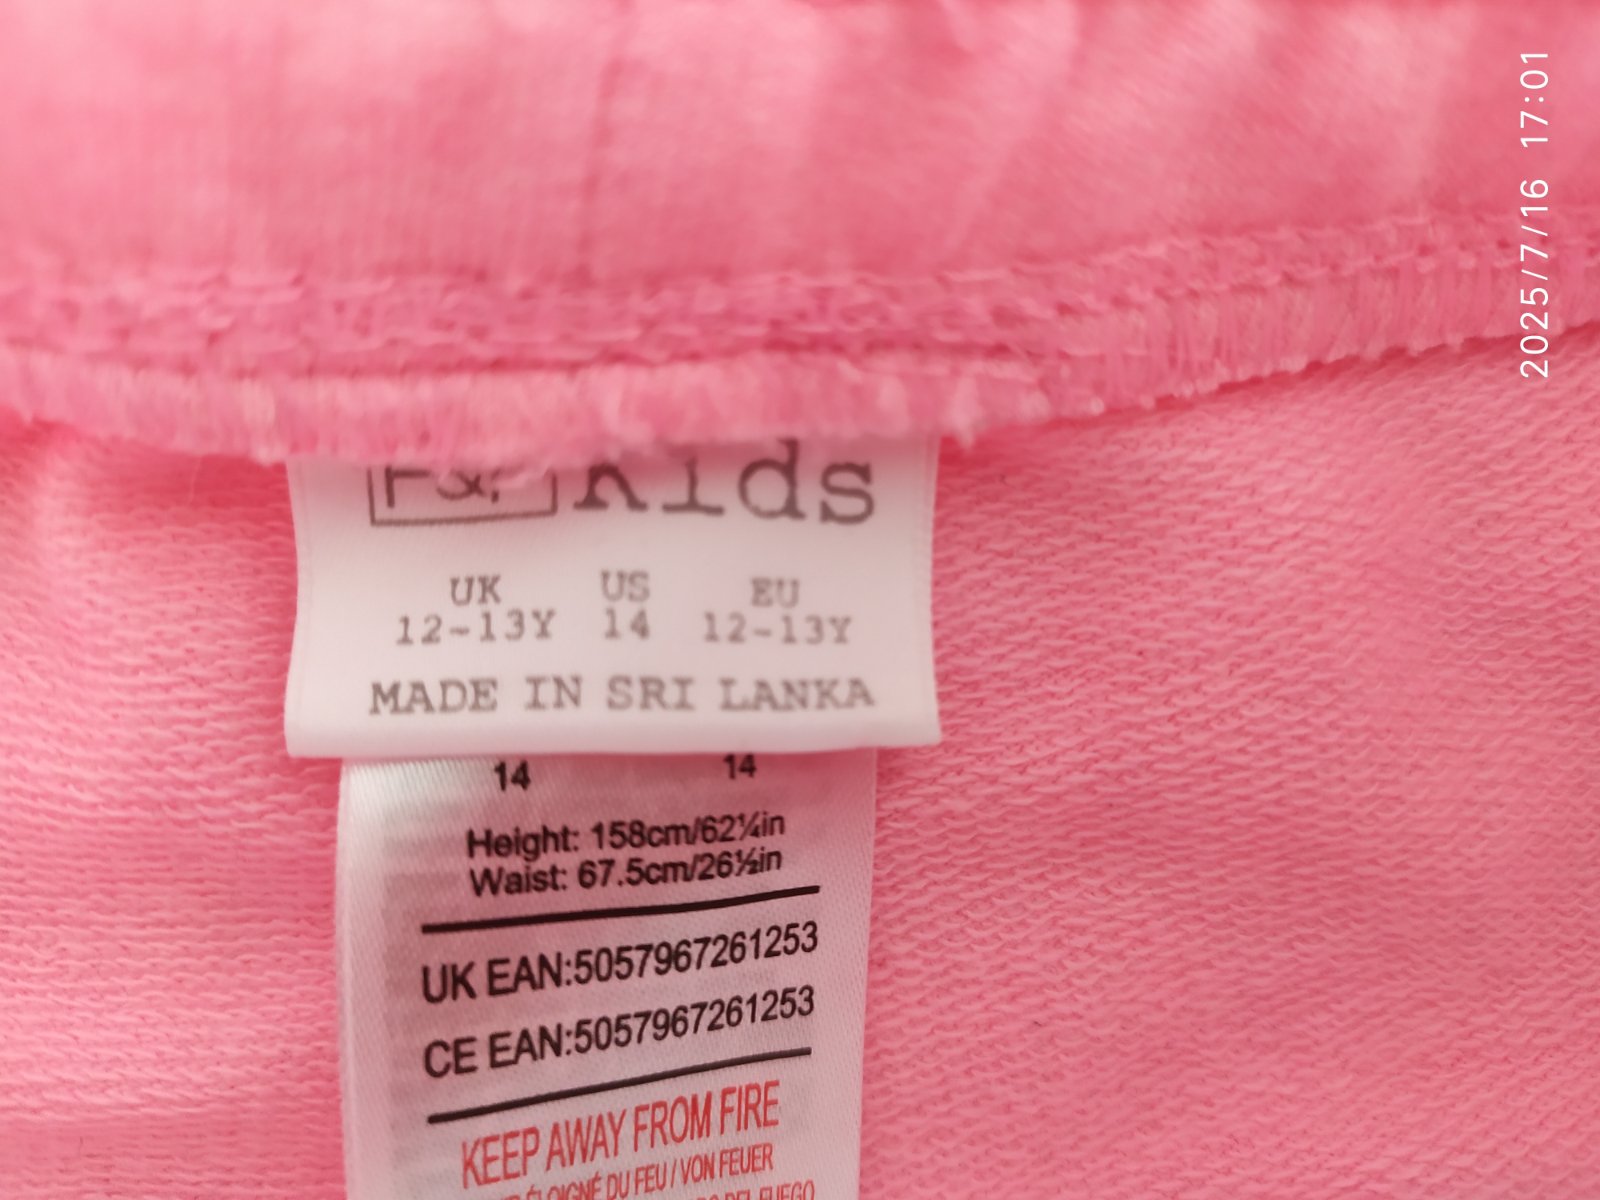 F&F kids
UK US EU
12-13Y 14 12-13Y
MADE IN SRI LANKA
14 14
Height: 158cm/62¼in
Waist: 67.5cm/26½in
UK EAN:5057967261253
CE EAN:5057967261253
KEEP AWAY FROM FIRE
ÉLOIGNÉ DU FEU / VON FEUER
DEL FUEGO
2025/7/16 17:01